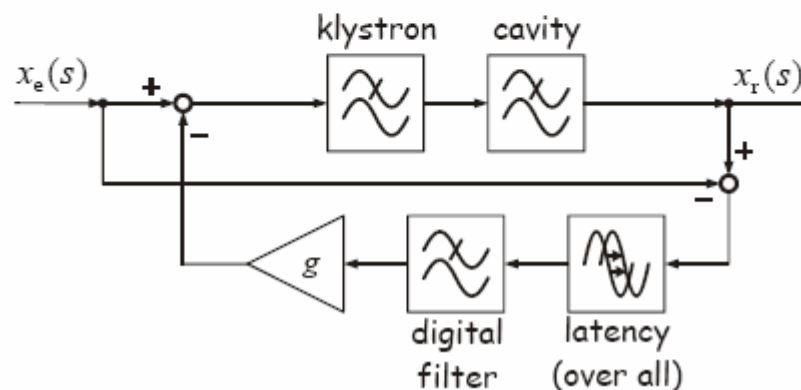 klystron cavity
x_e(s) x_r(s)
+
−
+
−
g
digital latency
filter (over all)